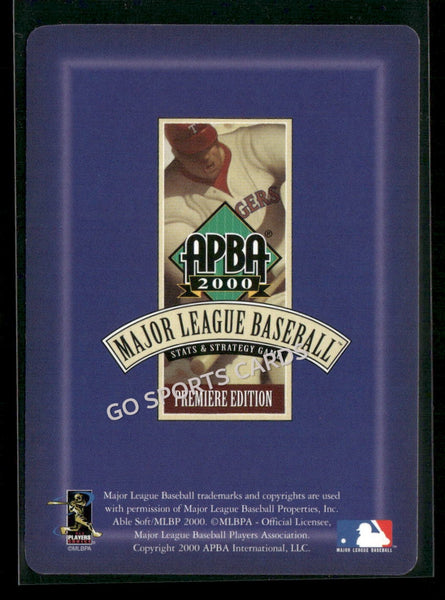 T
GERS
APBA®
2000
MAJOR LEAGUE BASEBALL™
STATS & STRATEGY GAME
GO SPORTS CARDS
PREMIERE EDITION
Major League Baseball trademarks and copyrights are used
with permission of Major League Baseball Properties, Inc.
Able Soft/MLBP 2000. ©MLBPA - Official Licensee,
Major League Baseball Players Association.
Copyright 2000 APBA International, LLC.
PLAYERS
CHOICE
©MLBPA
MAJOR LEAGUE BASEBALL